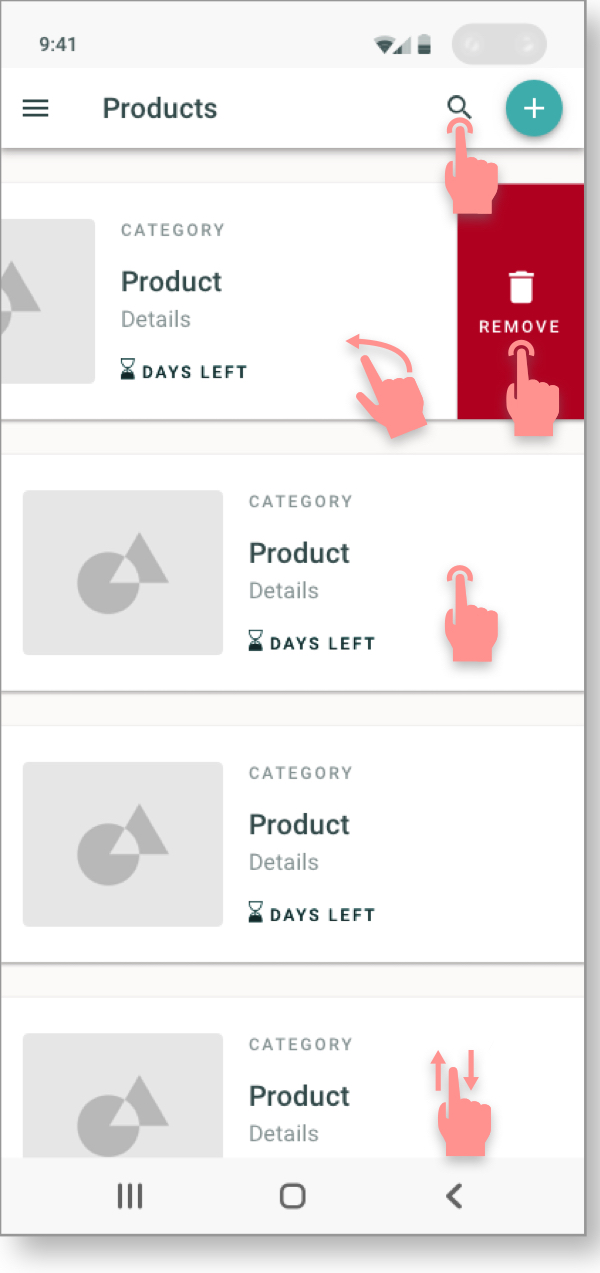 9:41
Products
CATEGORY
Product
Details
DAYS LEFT
REMOVE
CATEGORY
Product
Details
DAYS LEFT
CATEGORY
Product
Details
DAYS LEFT
CATEGORY
Product
Details